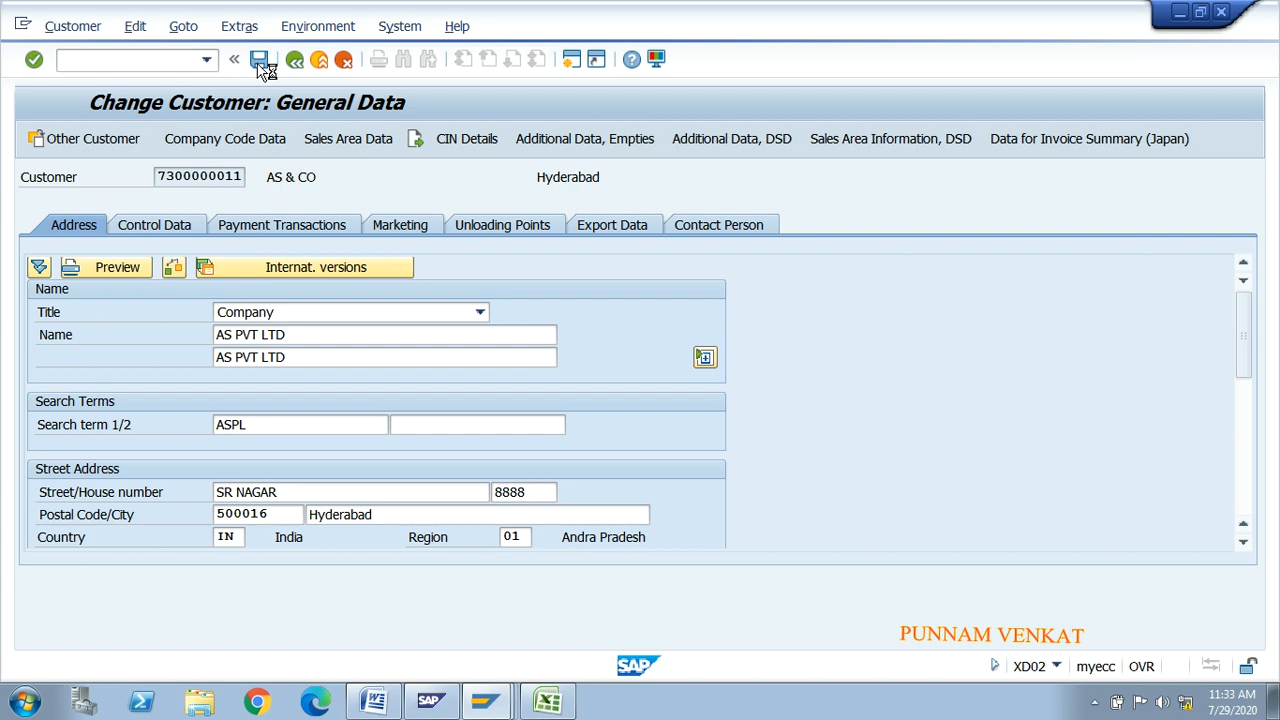 Customer Edit Goto Extras Environment System Help
Change Customer: General Data
Other Customer Company Code Data Sales Area Data CIN Details Additional Data, Empties Additional Data, DSD Sales Area Information, DSD Data for Invoice Summary (Japan)
Customer 7300000011 AS & CO Hyderabad
Address Control Data Payment Transactions Marketing Unloading Points Export Data Contact Person
Preview Internat. versions
Name
Title Company
Name AS PVT LTD
AS PVT LTD
Search Terms
Search term 1/2 ASPL
Street Address
Street/House number SR NAGAR 8888
Postal Code/City 500016 Hyderabad
Country IN India Region 01 Andra Pradesh
PUNNAM VENKAT
SAP XD02 myecc OVR
SAP
11:33 AM
7/29/2020